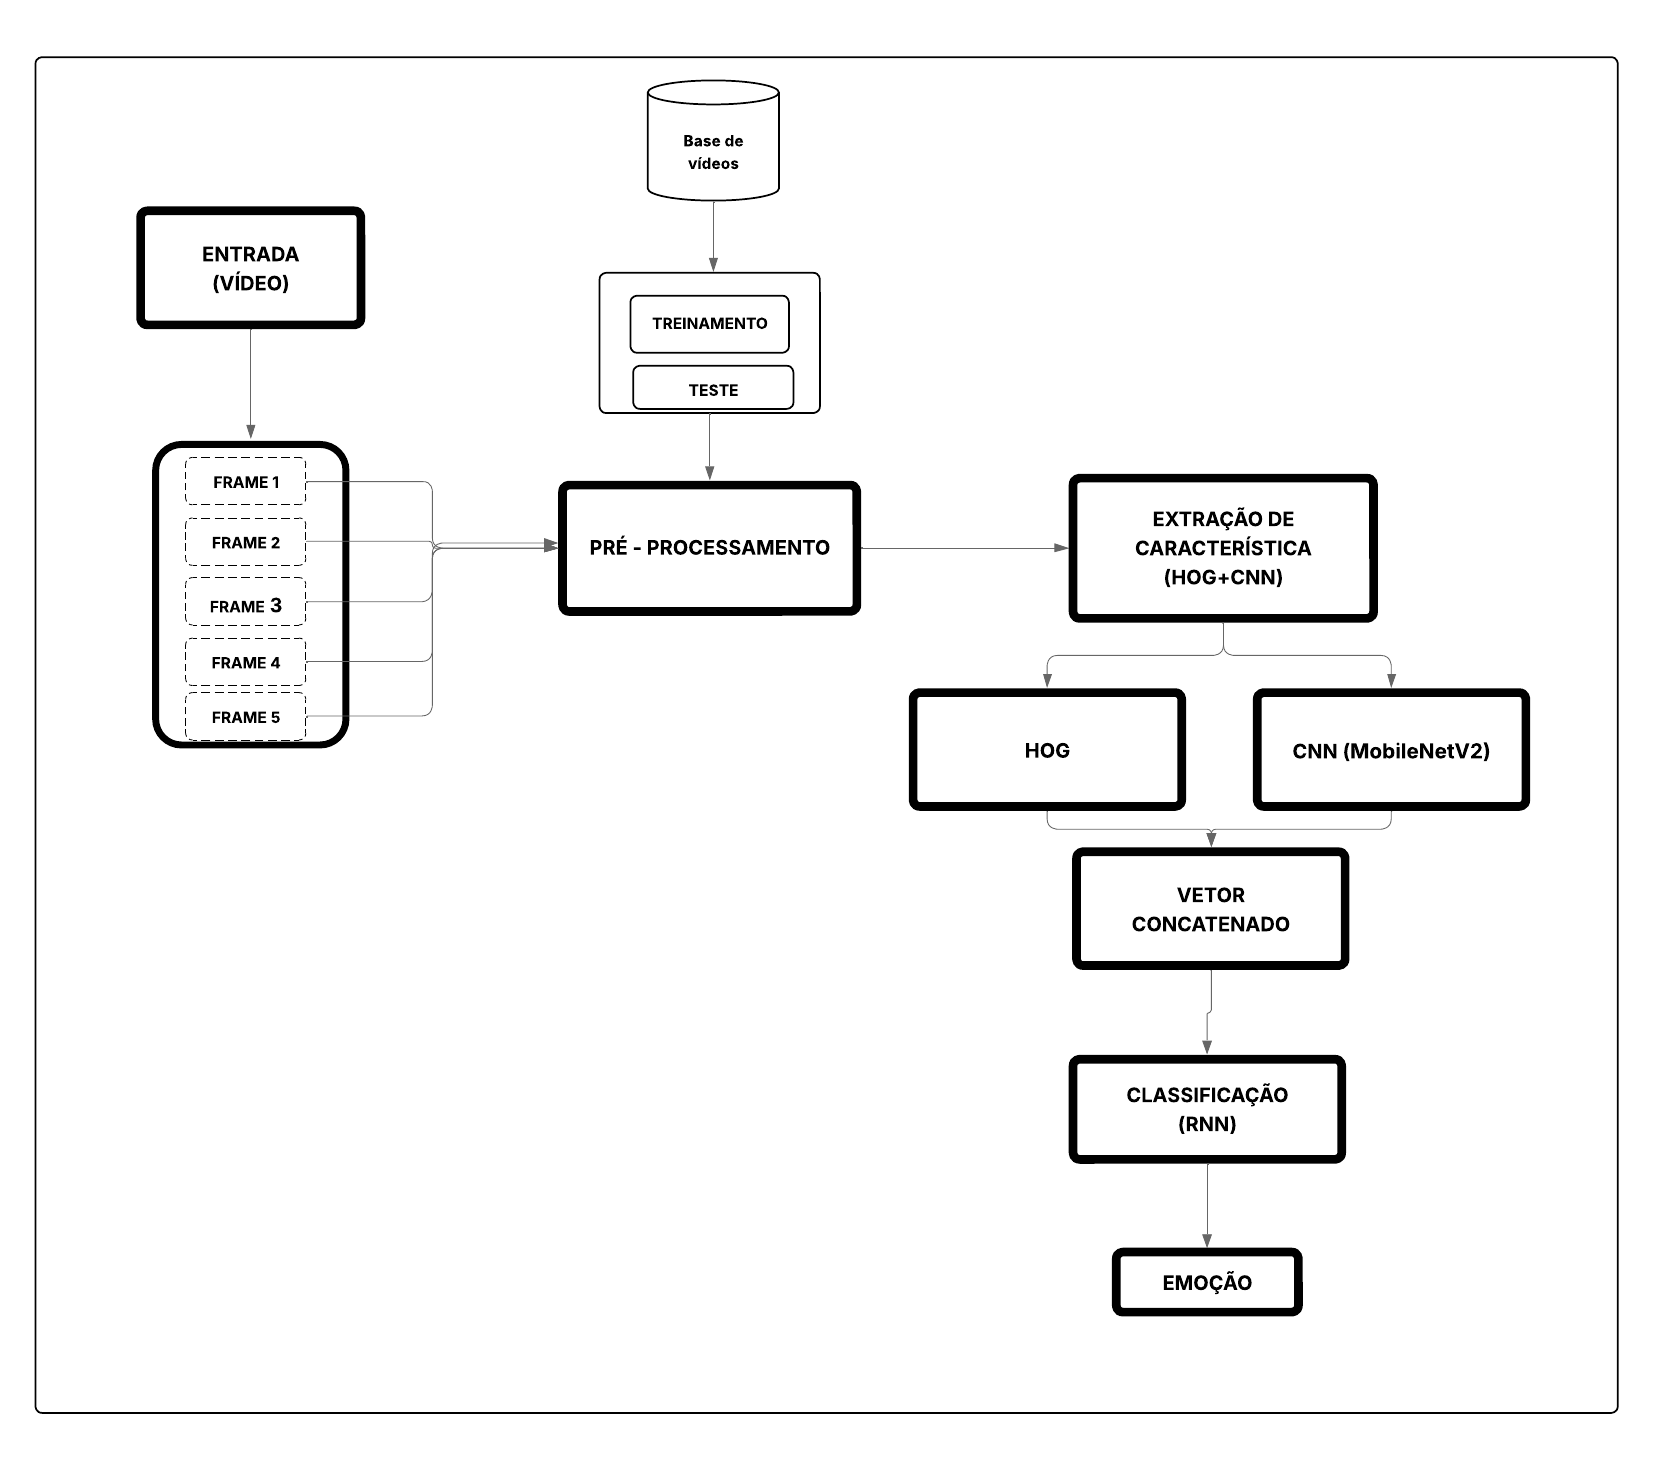 Base de
vídeos
ENTRADA
(VÍDEO)
TREINAMENTO
TESTE
FRAME 1
FRAME 2
FRAME 3
FRAME 4
FRAME 5
PRÉ - PROCESSAMENTO
EXTRAÇÃO DE
CARACTERÍSTICA
(HOG+CNN)
HOG
CNN (MobileNetV2)
VETOR
CONCATENADO
CLASSIFICAÇÃO
(RNN)
EMOÇÃO